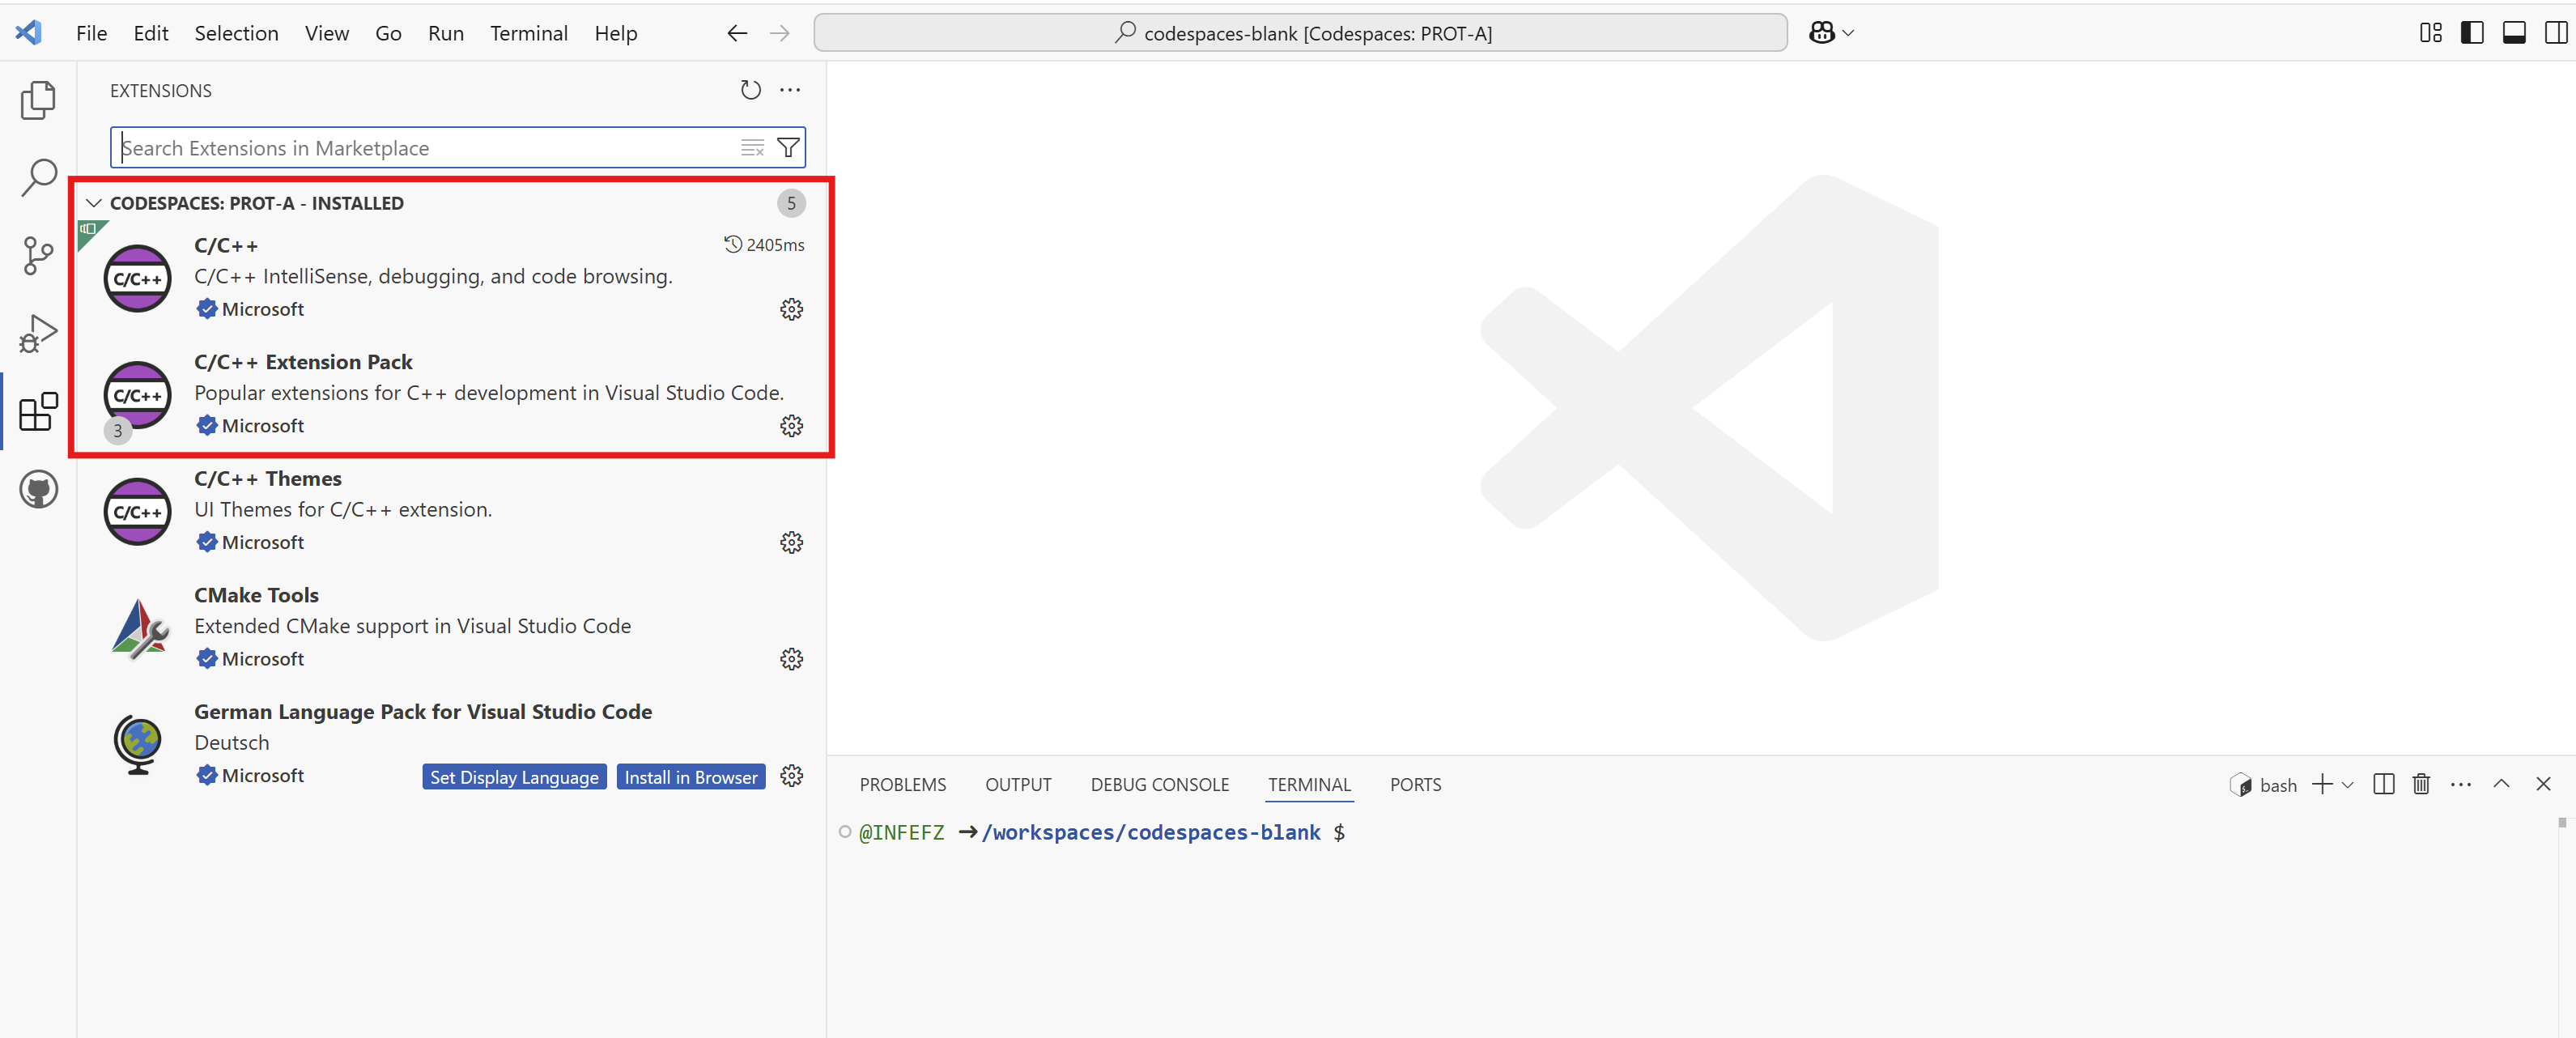 File Edit Selection View Go Run Terminal Help
codespaces-blank [Codespaces: PROT-A]
EXTENSIONS
Search Extensions in Marketplace
CODESPACES: PROT-A - INSTALLED 5
C/C++ 2405ms
C/C++
C/C++ IntelliSense, debugging, and code browsing.
Microsoft
C/C++ Extension Pack
C/C++
Popular extensions for C++ development in Visual Studio Code.
3
Microsoft
C/C++ Themes
C/C++
UI Themes for C/C++ extension.
Microsoft
CMake Tools
Extended CMake support in Visual Studio Code
Microsoft
German Language Pack for Visual Studio Code
Deutsch
Microsoft Set Display Language Install in Browser
PROBLEMS OUTPUT DEBUG CONSOLE TERMINAL PORTS
bash
@INFEFZ ➜/workspaces/codespaces-blank $